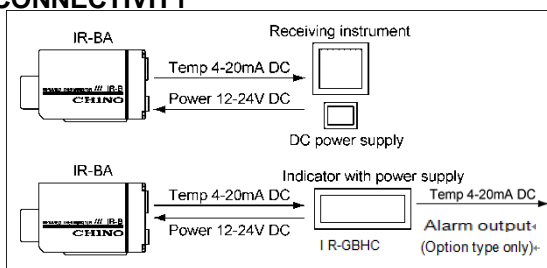 CONNECTIVITY
IR-BA
Receiving instrument
Temp 4-20mA DC
CHINO
Power 12-24V DC
DC power supply
IR-BA
Indicator with power supply
Temp 4-20mA DC
Temp 4-20mA DC
CHINO
Power 12-24V DC
I R-GBHC
Alarm output
(Option type only)